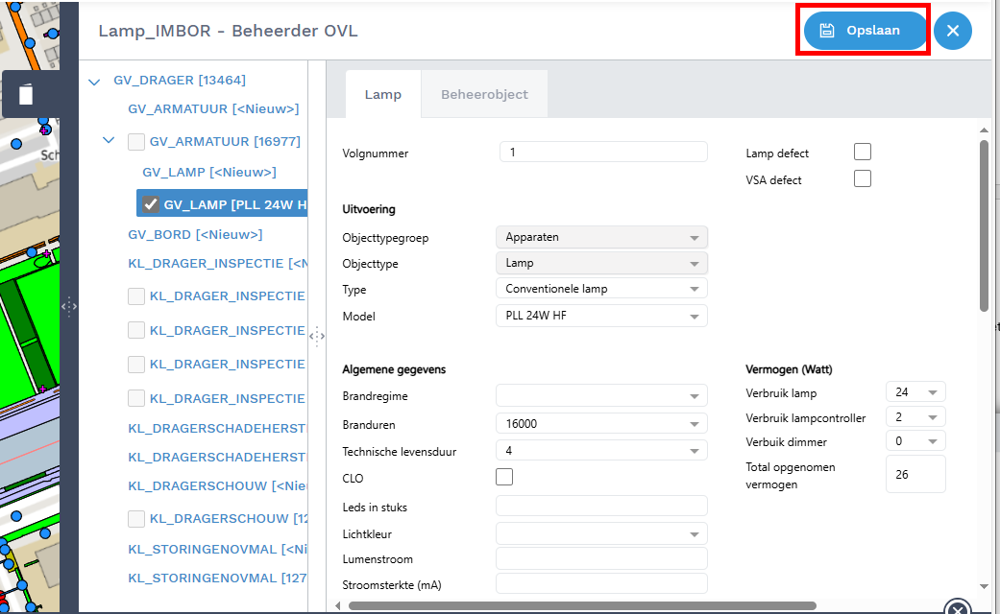 Lamp_IMBOR - Beheerder OVL
Opslaan
Sch
GV_DRAGER [13464]
GV_ARMATUUR [<Nieuw>]
GV_ARMATUUR [16977]
GV_LAMP [<Nieuw>]
GV_LAMP [PLL 24W H
GV_BORD [<Nieuw>]
KL_DRAGER_INSPECTIE [<N
KL_DRAGER_INSPECTIE
KL_DRAGER_INSPECTIE
KL_DRAGER_INSPECTIE
KL_DRAGER_INSPECTIE
KL_DRAGERSCHADEHERST
KL_DRAGERSCHADEHERST
KL_DRAGERSCHOUW [<Nie
KL_DRAGERSCHOUW [12
KL_STORINGENOVMAL [<Ni
KL_STORINGENOVMAL [127
Lamp
Beheerobject
Volgnummer 1
Lamp defect
VSA defect
Uitvoering
Objecttypegroep Apparaten
Objecttype Lamp
Type Conventionele lamp
Model PLL 24W HF
Algemene gegevens
Brandregime
Branduren 16000
Technische levensduur 4
CLO
Leds in stuks
Lichtkleur
Lumenstroom
Stroomsterkte (mA)
Vermogen (Watt)
Verbruik lamp 24
Verbruik lampcontroller 2
Verbuik dimmer 0
Total opgenomen
vermogen 26